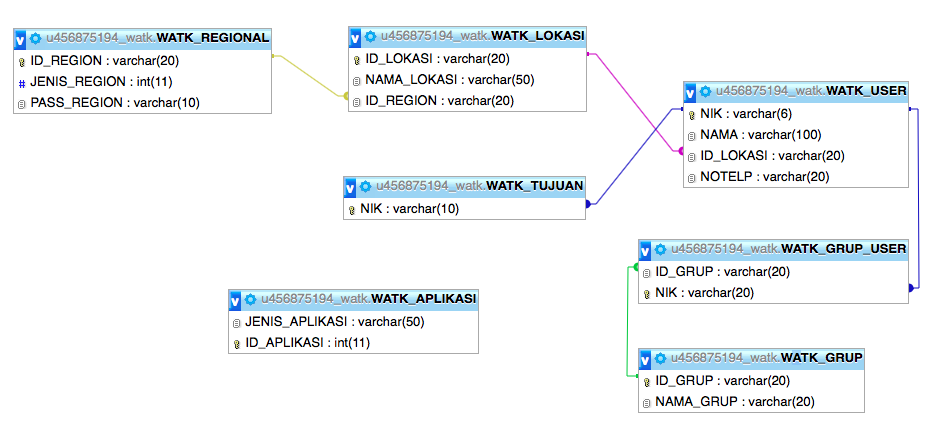 u456875194_watk.WATK_REGIONAL
ID_REGION : varchar(20)
# JENIS_REGION : int(11)
PASS_REGION : varchar(10)
u456875194_watk.WATK_LOKASI
ID_LOKASI : varchar(20)
NAMA_LOKASI : varchar(50)
ID_REGION : varchar(20)
v u456875194_watk.WATK_USER
NIK : varchar(6)
NAMA : varchar(100)
ID_LOKASI : varchar(20)
NOTELP : varchar(20)
v u456875194_watk.WATK_TUJUAN
NIK : varchar(10)
v u456875194_watk.WATK_GRUP_USER
ID_GRUP : varchar(20)
NIK : varchar(20)
v u456875194_watk.WATK_APLIKASI
JENIS_APLIKASI : varchar(50)
ID_APLIKASI : int(11)
v u456875194_watk.WATK_GRUP
ID_GRUP : varchar(20)
NAMA_GRUP : varchar(20)